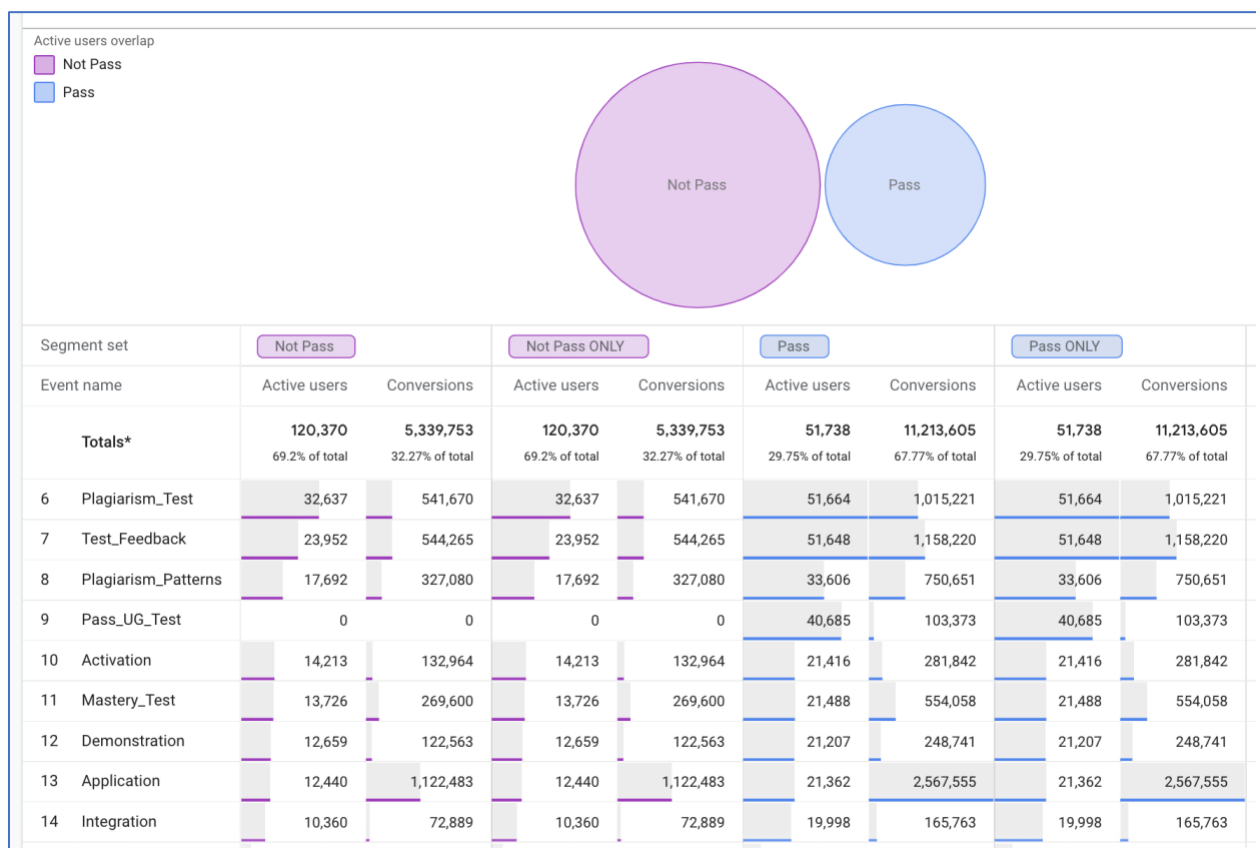 Active users overlap
Not Pass
Pass
Not Pass
Pass
Segment set Not Pass Not Pass ONLY Pass Pass ONLY
Event name Active users Conversions Active users Conversions Active users Conversions Active users Conversions
Totals* 120,370 5,339,753 120,370 5,339,753 51,738 11,213,605 51,738 11,213,605
69.2% of total 32.27% of total 69.2% of total 32.27% of total 29.75% of total 67.77% of total 29.75% of total 67.77% of total
6 Plagiarism_Test 32,637 541,670 32,637 541,670 51,664 1,015,221 51,664 1,015,221
7 Test_Feedback 23,952 544,265 23,952 544,265 51,648 1,158,220 51,648 1,158,220
8 Plagiarism_Patterns 17,692 327,080 17,692 327,080 33,606 750,651 33,606 750,651
9 Pass_UG_Test 0 0 0 0 40,685 103,373 40,685 103,373
10 Activation 14,213 132,964 14,213 132,964 21,416 281,842 21,416 281,842
11 Mastery_Test 13,726 269,600 13,726 269,600 21,488 554,058 21,488 554,058
12 Demonstration 12,659 122,563 12,659 122,563 21,207 248,741 21,207 248,741
13 Application 12,440 1,122,483 12,440 1,122,483 21,362 2,567,555 21,362 2,567,555
14 Integration 10,360 72,889 10,360 72,889 19,998 165,763 19,998 165,763